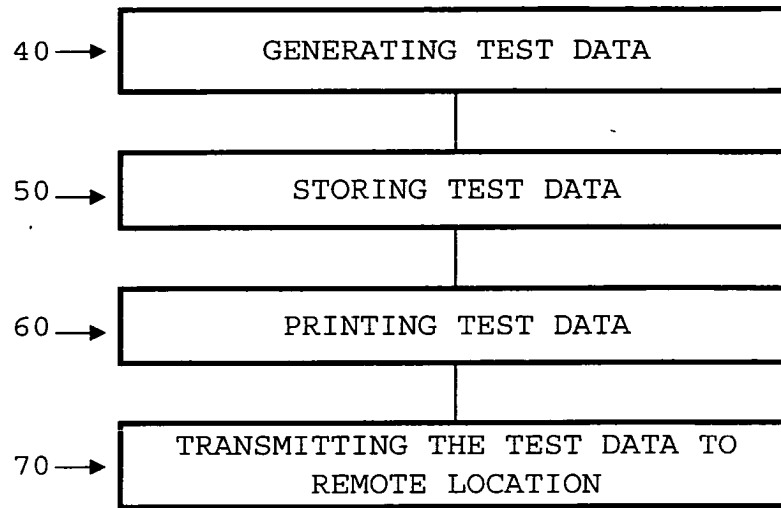 40
GENERATING TEST DATA
50
STORING TEST DATA
60
PRINTING TEST DATA
70
TRANSMITTING THE TEST DATA TO
REMOTE LOCATION